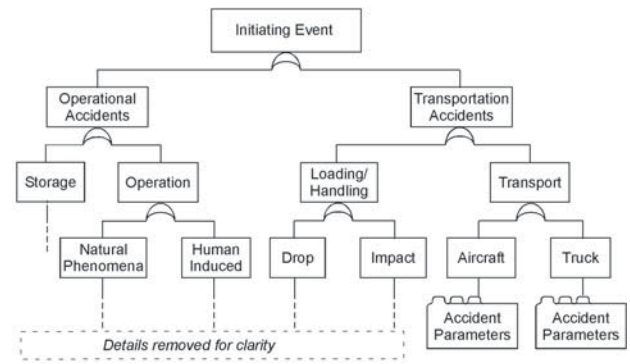 Initiating Event
Operational
Accidents
Transportation
Accidents
Storage
Operation
Loading/
Handling
Transport
Natural
Phenomena
Human
Induced
Drop
Impact
Aircraft
Truck
Accident
Parameters
Accident
Parameters
Details removed for clarity